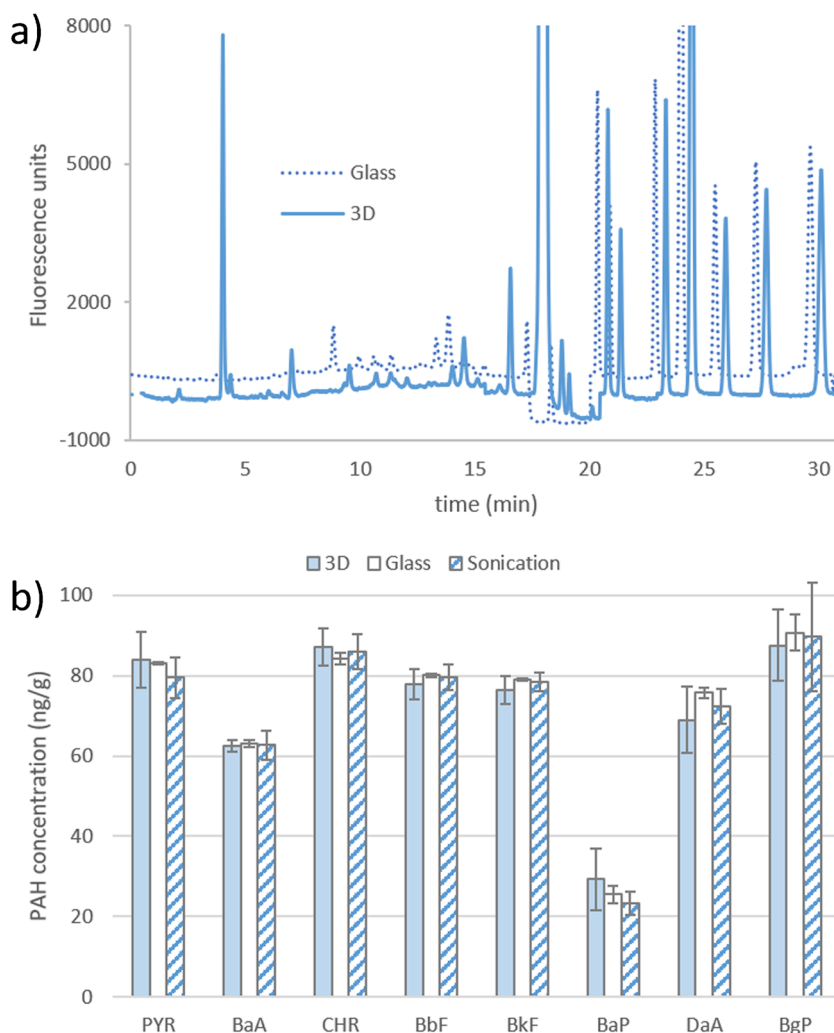 a)
8000
5000
2000
-1000
Fluorescence units
Glass
3D
0 5 10 15 20 25 30
time (min)
b)
3D Glass Sonication
100
80
60
40
20
0
PAH concentration (ng/g)
PYR BaA CHR BbF BkF BaP DaA BgP